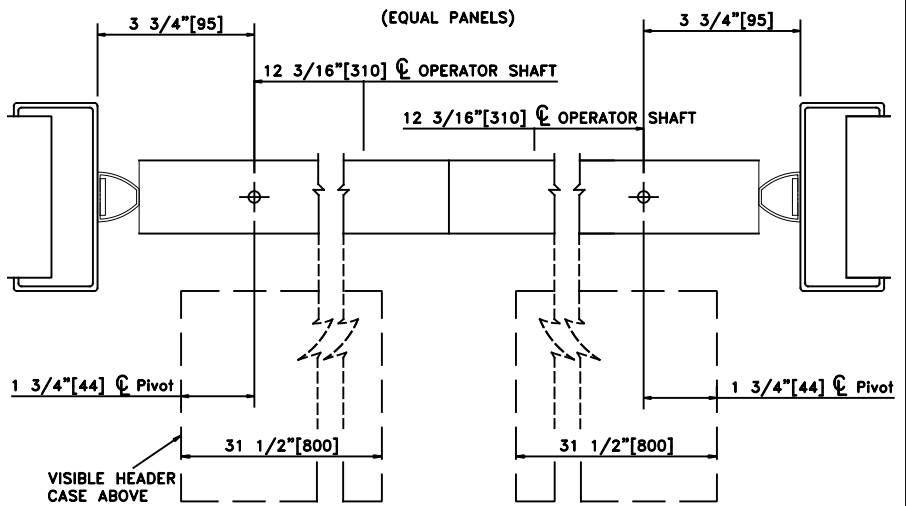 3 3/4"[95]
(EQUAL PANELS)
3 3/4"[95]
12 3/16"[310] ℄ OPERATOR SHAFT
12 3/16"[310] ℄ OPERATOR SHAFT
1 3/4"[44] ℄ Pivot
1 3/4"[44] ℄ Pivot
31 1/2"[800]
31 1/2"[800]
VISIBLE HEADER
CASE ABOVE